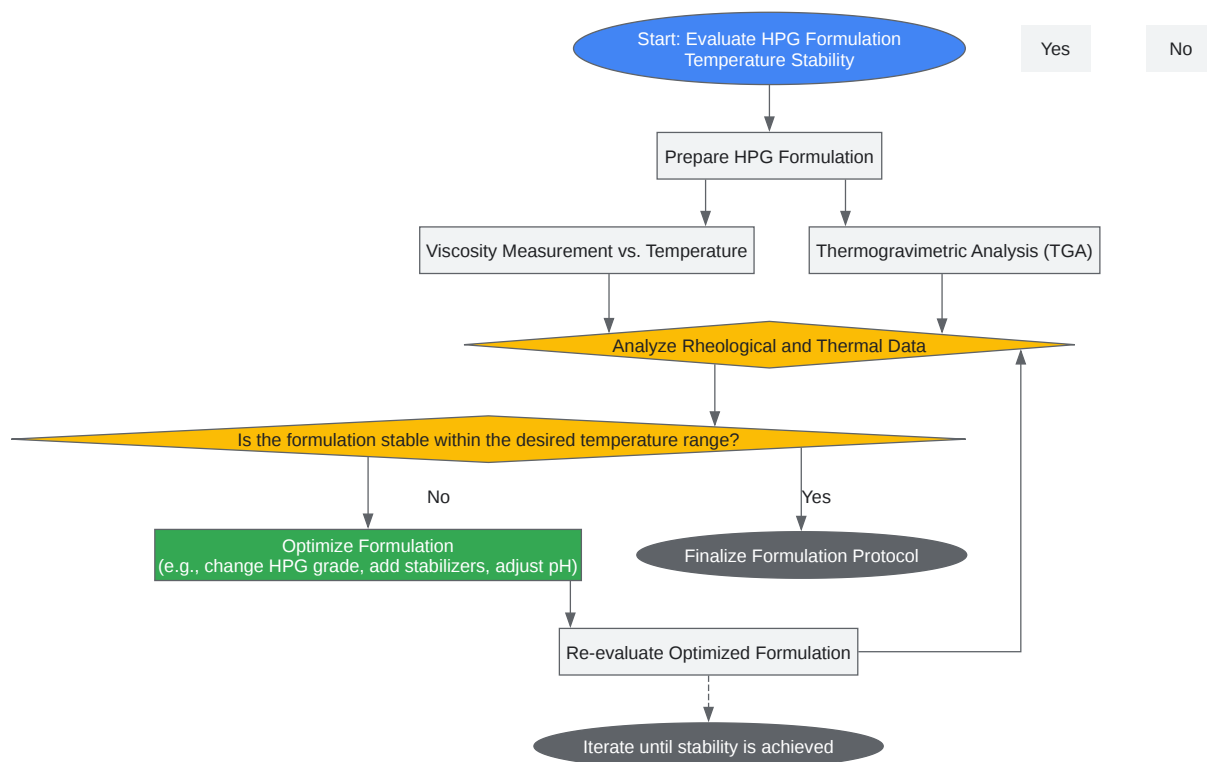 Start: Evaluate HPG Formulation
Temperature Stability
Yes
No
Prepare HPG Formulation
Viscosity Measurement vs. Temperature
Thermogravimetric Analysis (TGA)
Analyze Rheological and Thermal Data
Is the formulation stable within the desired temperature range?
No
Yes
Optimize Formulation
(e.g., change HPG grade, add stabilizers, adjust pH)
Finalize Formulation Protocol
Re-evaluate Optimized Formulation
Iterate until stability is achieved